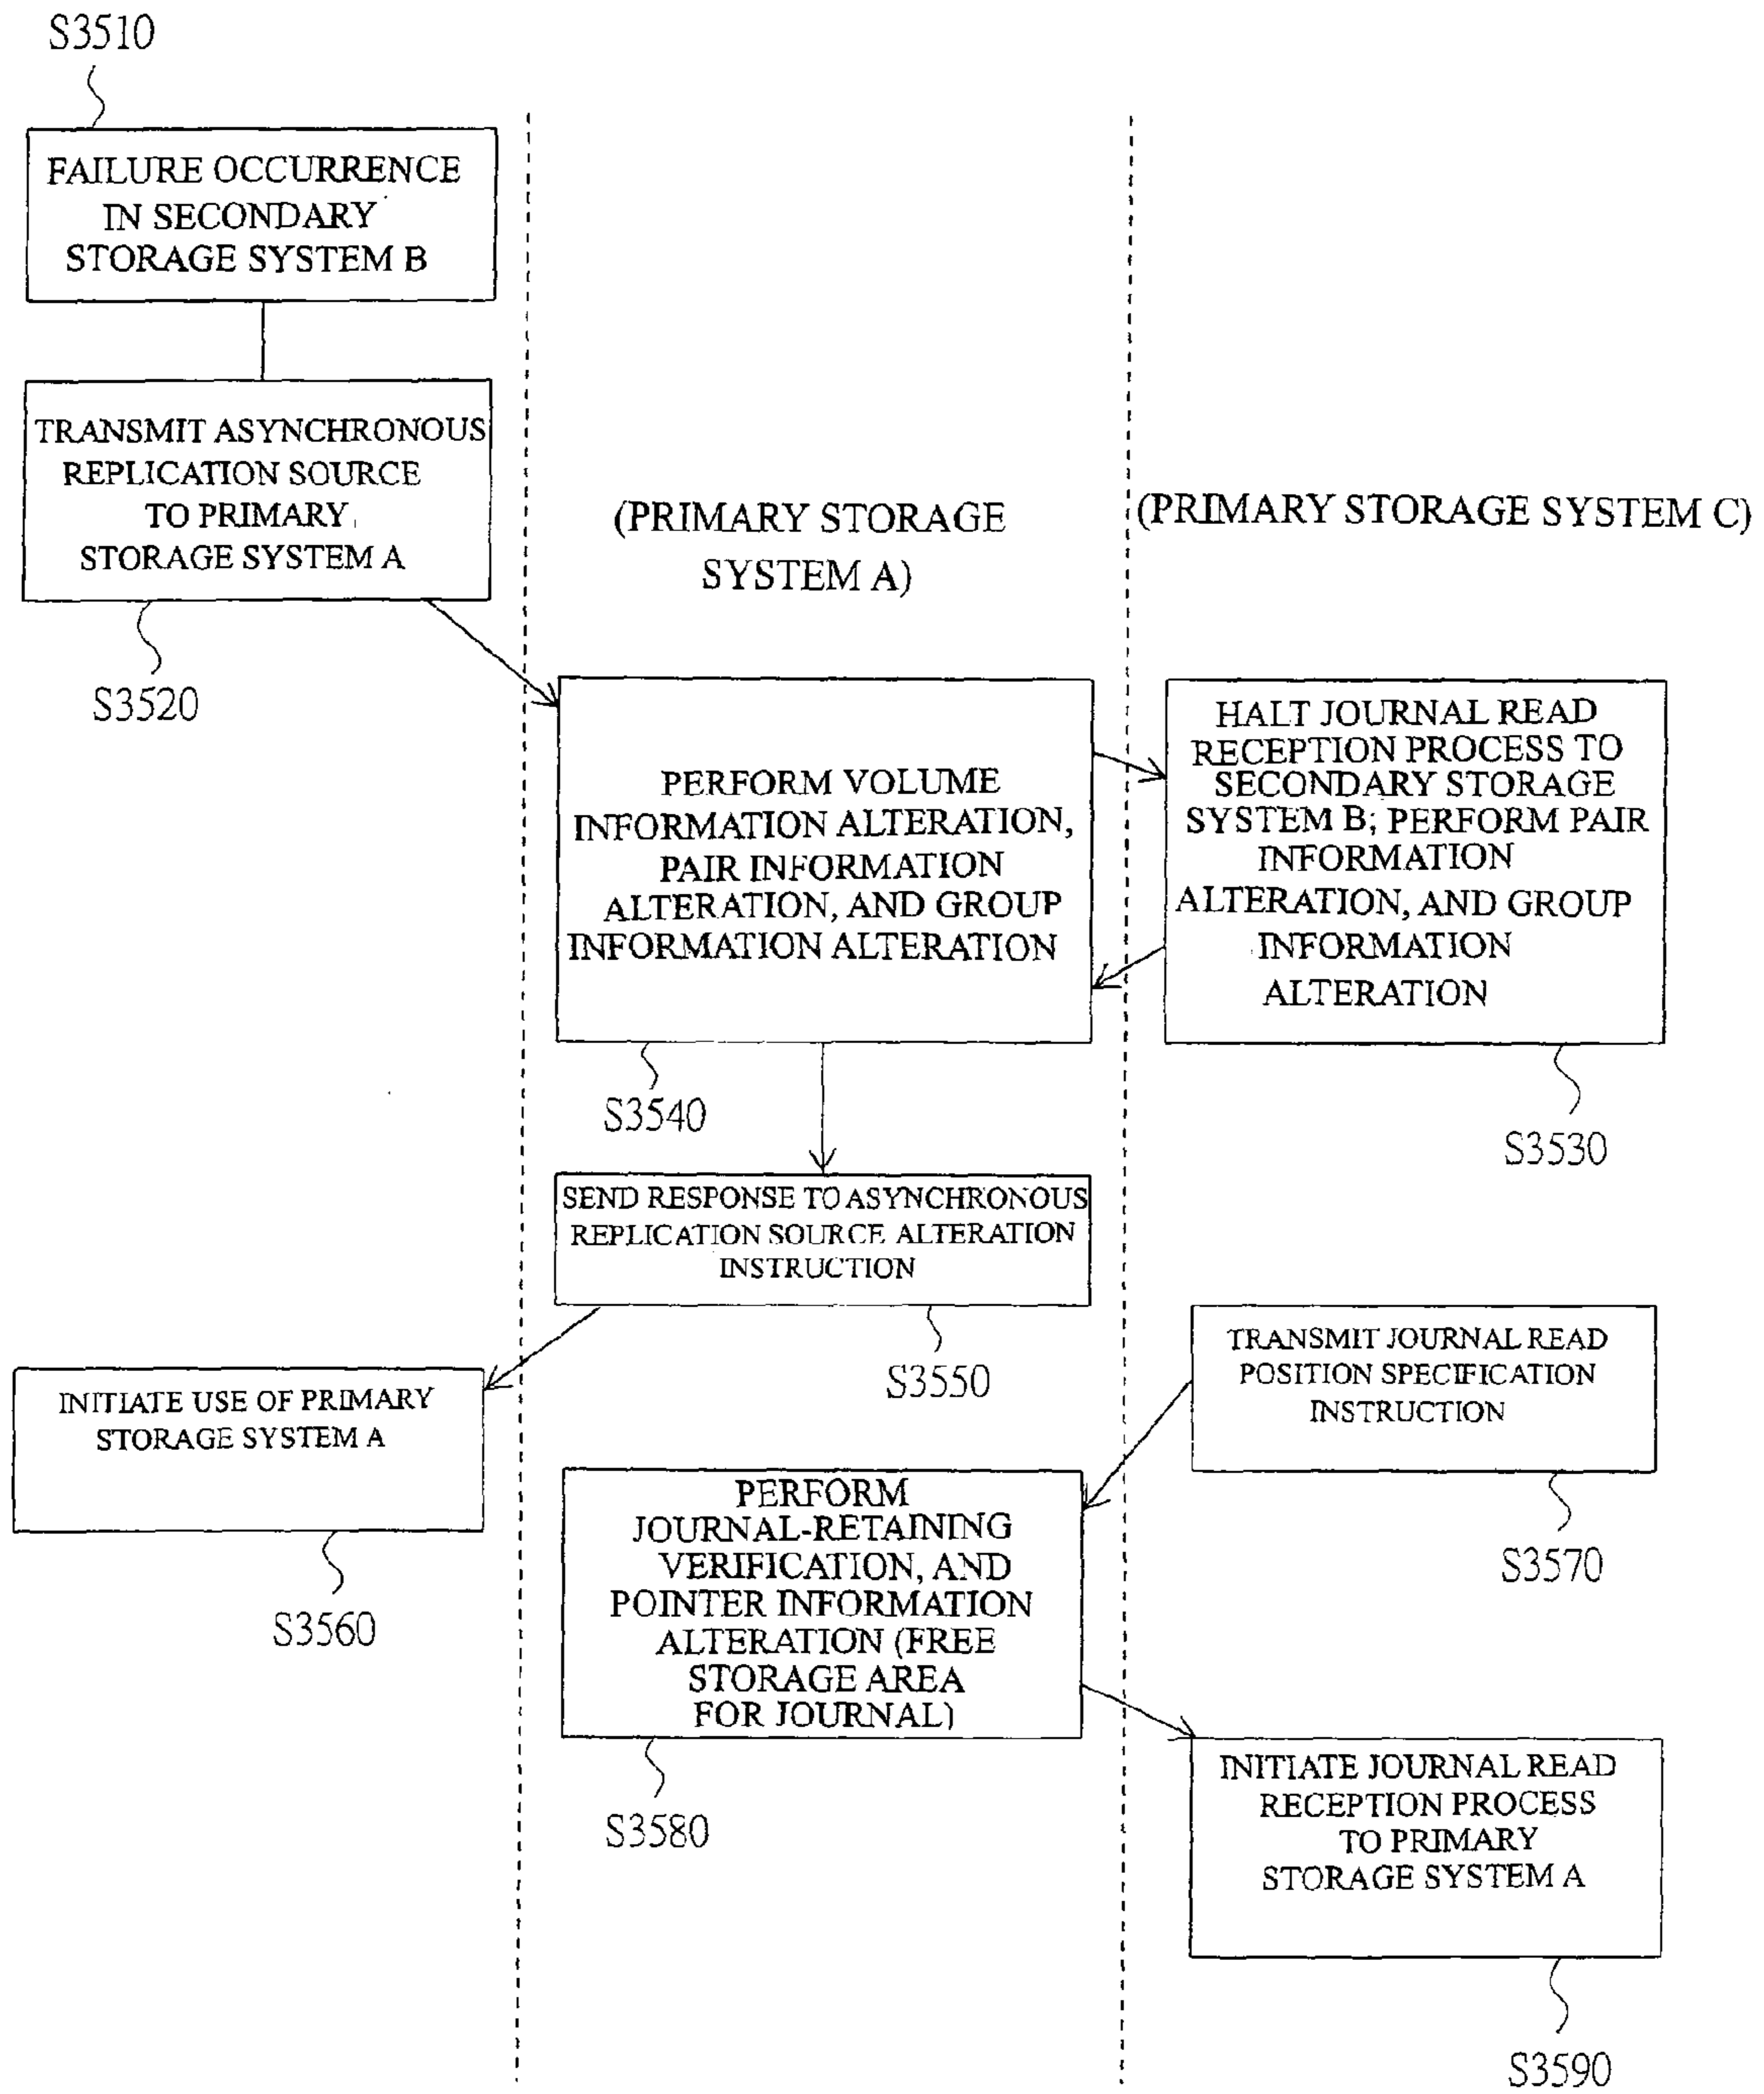 S3510
FAILURE OCCURRENCE
IN SECONDARY
STORAGE SYSTEM B
TRANSMIT ASYNCHRONOUS
REPLICATION SOURCE
TO PRIMARY
STORAGE SYSTEM A
S3520
(PRIMARY STORAGE
SYSTEM A)
(PRIMARY STORAGE SYSTEM C)
PERFORM VOLUME
INFORMATION ALTERATION,
PAIR INFORMATION
ALTERATION, AND GROUP
INFORMATION ALTERATION
S3540
HALT JOURNAL READ
RECEPTION PROCESS TO
SECONDARY STORAGE
SYSTEM B; PERFORM PAIR
INFORMATION
ALTERATION, AND GROUP
INFORMATION
ALTERATION
S3530
SEND RESPONSE TO ASYNCHRONOUS
REPLICATION SOURCE ALTERATION
INSTRUCTION
S3550
INITIATE USE OF PRIMARY
STORAGE SYSTEM A
S3560
TRANSMIT JOURNAL READ
POSITION SPECIFICATION
INSTRUCTION
S3570
PERFORM
JOURNAL-RETAINING
VERIFICATION, AND
POINTER INFORMATION
ALTERATION (FREE
STORAGE AREA
FOR JOURNAL)
S3580
INITIATE JOURNAL READ
RECEPTION PROCESS
TO PRIMARY
STORAGE SYSTEM A
S3590